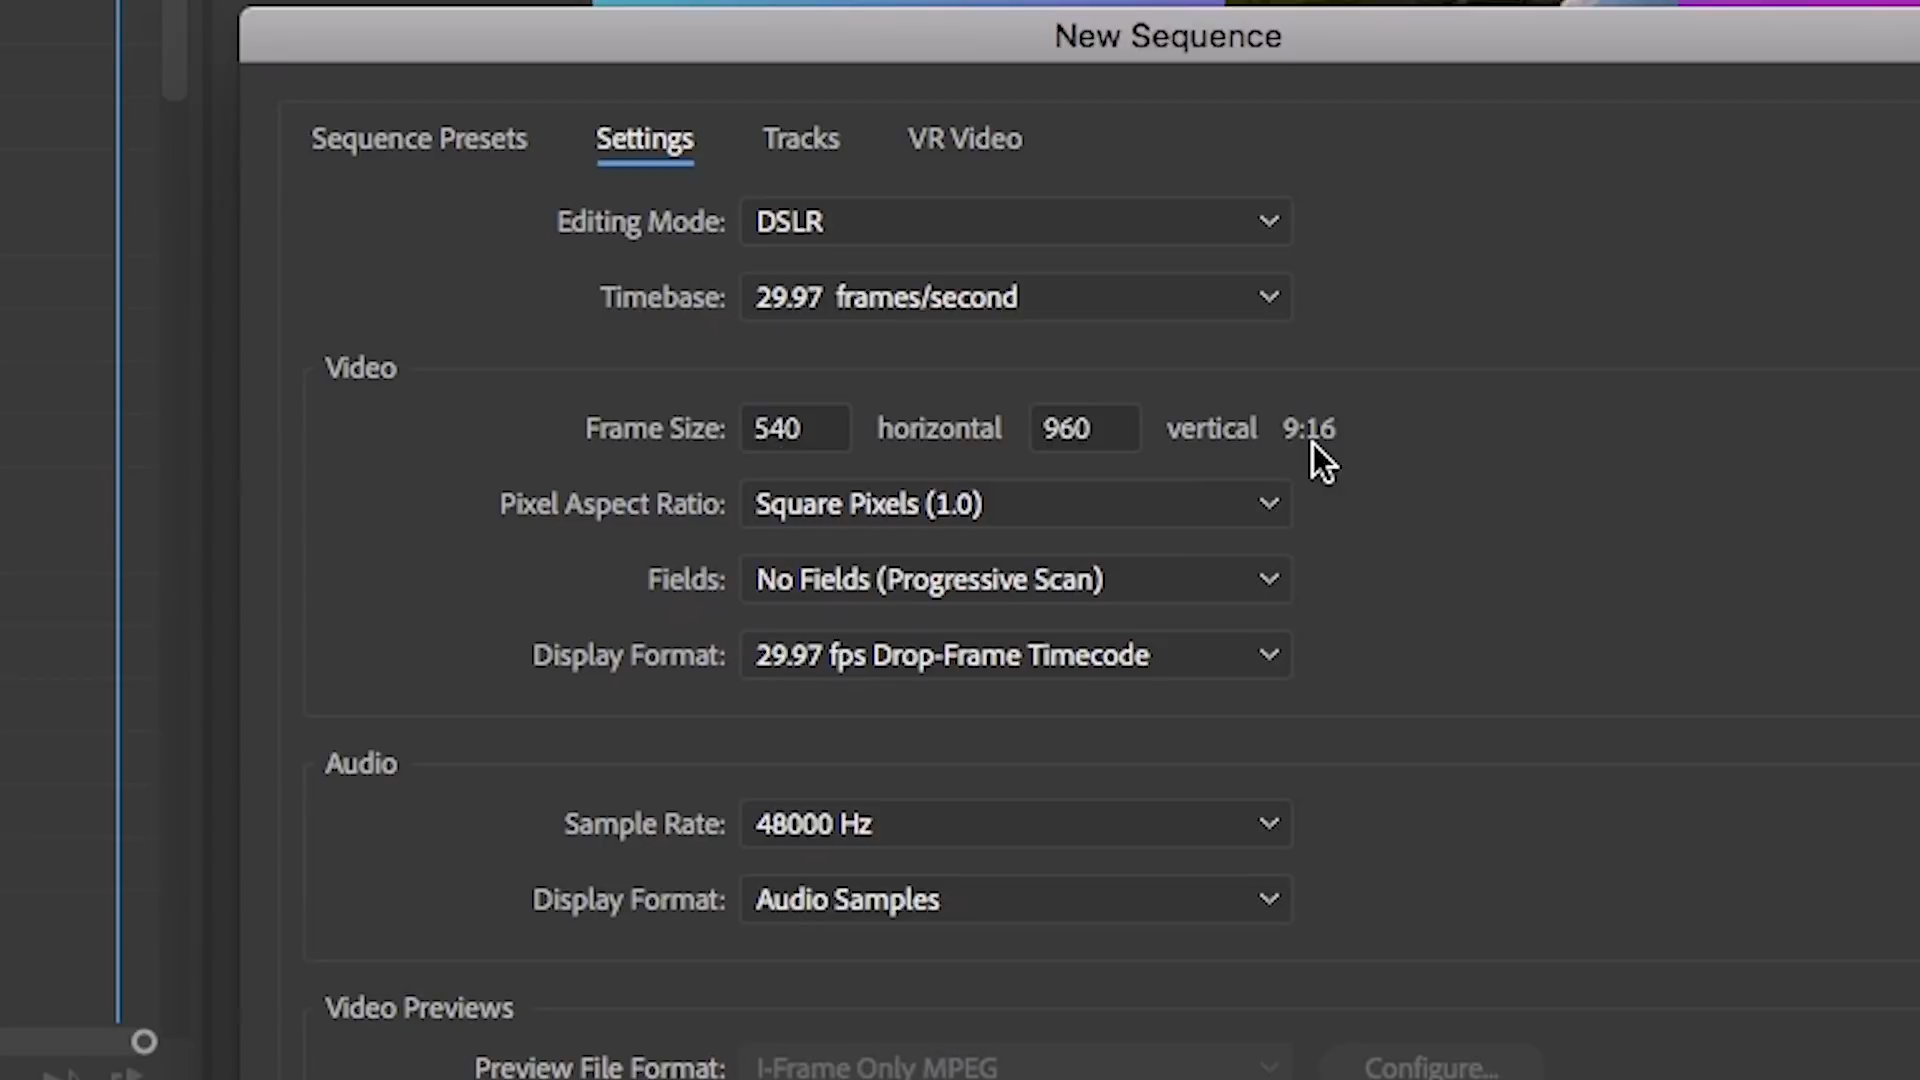 New Sequence
Sequence Presets Settings Tracks VR Video
Editing Mode: DSLR
Timebase: 29.97 frames/second
Video
Frame Size: 540 horizontal 960 vertical 9:16
Pixel Aspect Ratio: Square Pixels (1.0)
Fields: No Fields (Progressive Scan)
Display Format: 29.97 fps Drop-Frame Timecode
Audio
Sample Rate: 48000 Hz
Display Format: Audio Samples
Video Previews
Preview File Format: I-Frame Only MPEG Configure...